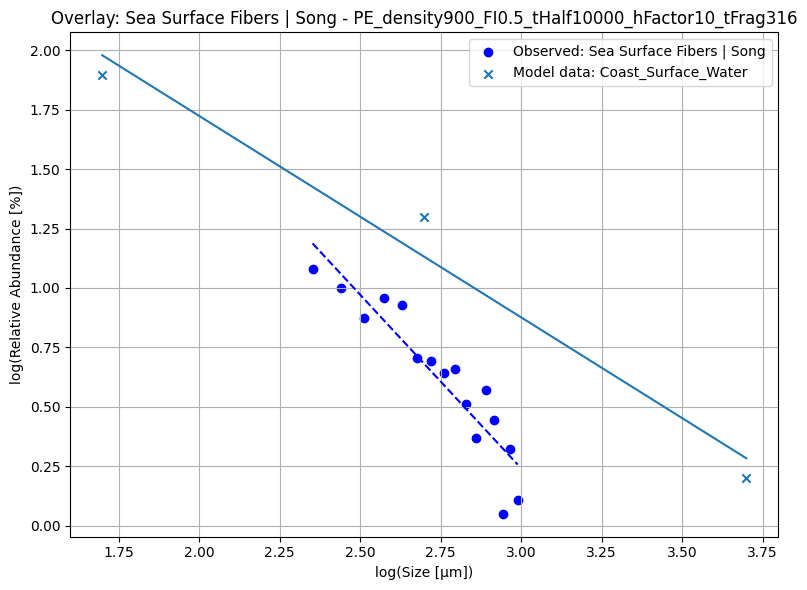 Overlay: Sea Surface Fibers | Song - PE_density900_FI0.5_tHalf10000_hFactor10_tFrag316
Observed: Sea Surface Fibers | Song
Model data: Coast_Surface_Water
log(Relative Abundance [%])
2.00
1.75
1.50
1.25
1.00
0.75
0.50
0.25
0.00
1.75 2.00 2.25 2.50 2.75 3.00 3.25 3.50 3.75
log(Size [µm])